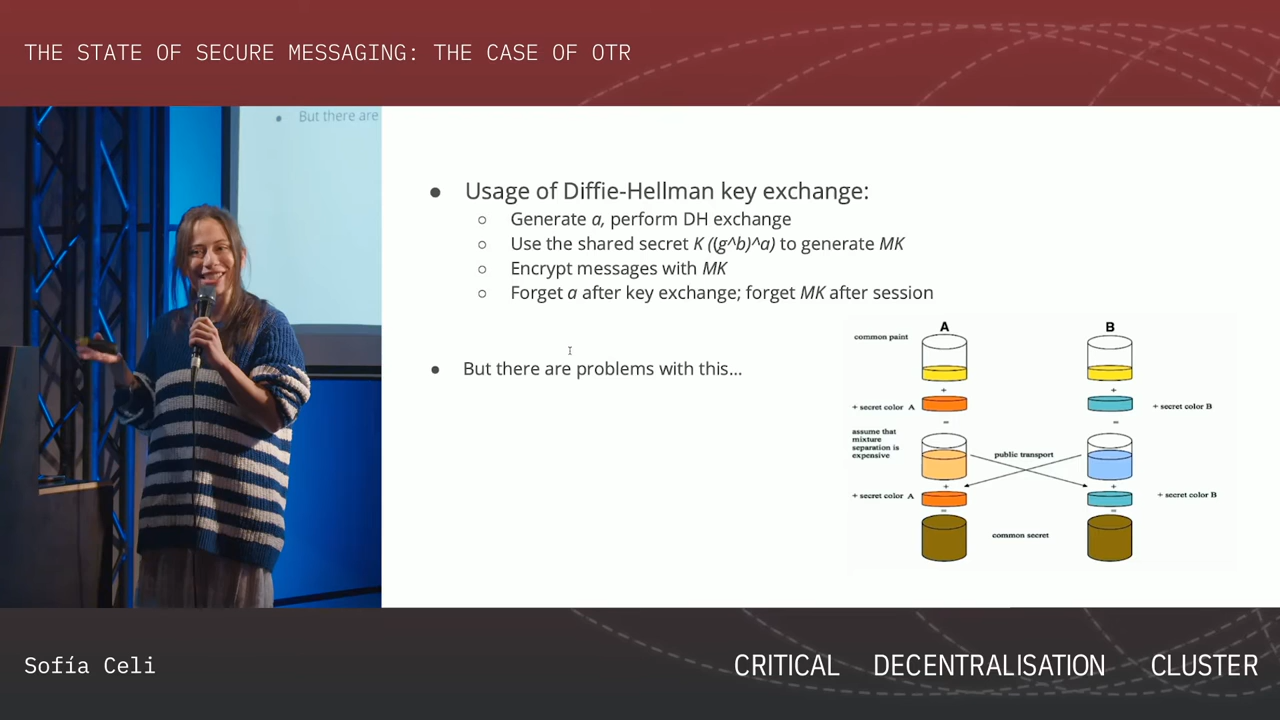 THE STATE OF SECURE MESSAGING: THE CASE OF OTR
But there are
● Usage of Diffie-Hellman key exchange:
○ Generate a, perform DH exchange
○ Use the shared secret K ((g^b)^a) to generate MK
○ Encrypt messages with MK
○ Forget a after key exchange; forget MK after session
● But there are problems with this...
A B
common paint
+ +
+ secret color A + secret color B
= =
assume that
mixture
separation is
expensive
public transport
+ +
+ secret color A + secret color B
= =
common secret
Sofía Celi
CRITICAL DECENTRALISATION CLUSTER